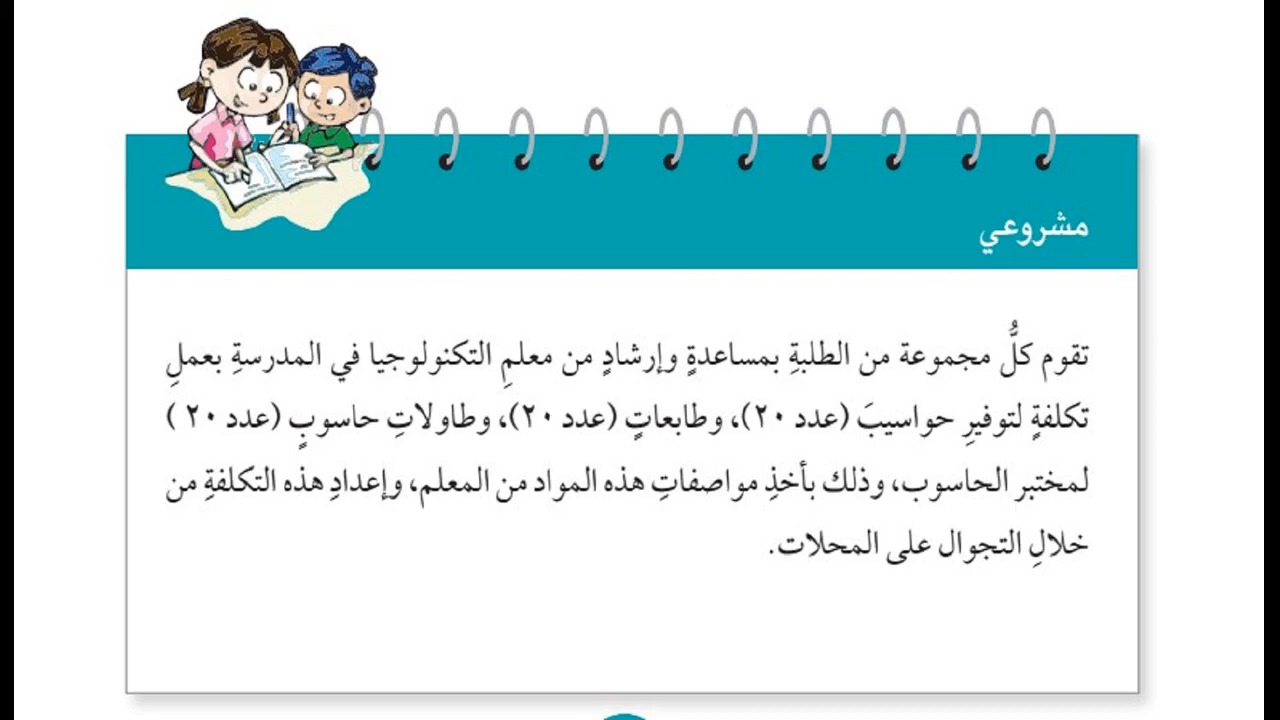 مشروعي
تقوم كلُّ مجموعة من الطلبةِ بمساعدةٍ وإرشادٍ من معلمِ التكنولوجيا في المدرسةِ بعملِ
تكلفةٍ لتوفيرِ حواسيبَ (عدد ٢٠)، وطابعاتٍ (عدد ٢٠)، وطاولاتِ حاسوبٍ (عدد ٢٠ )
لمختبر الحاسوب، وذلك بأخذِ مواصفاتِ هذه المواد من المعلم، وإعدادِ هذه التكلفةِ من
خلالِ التجوال على المحلات.